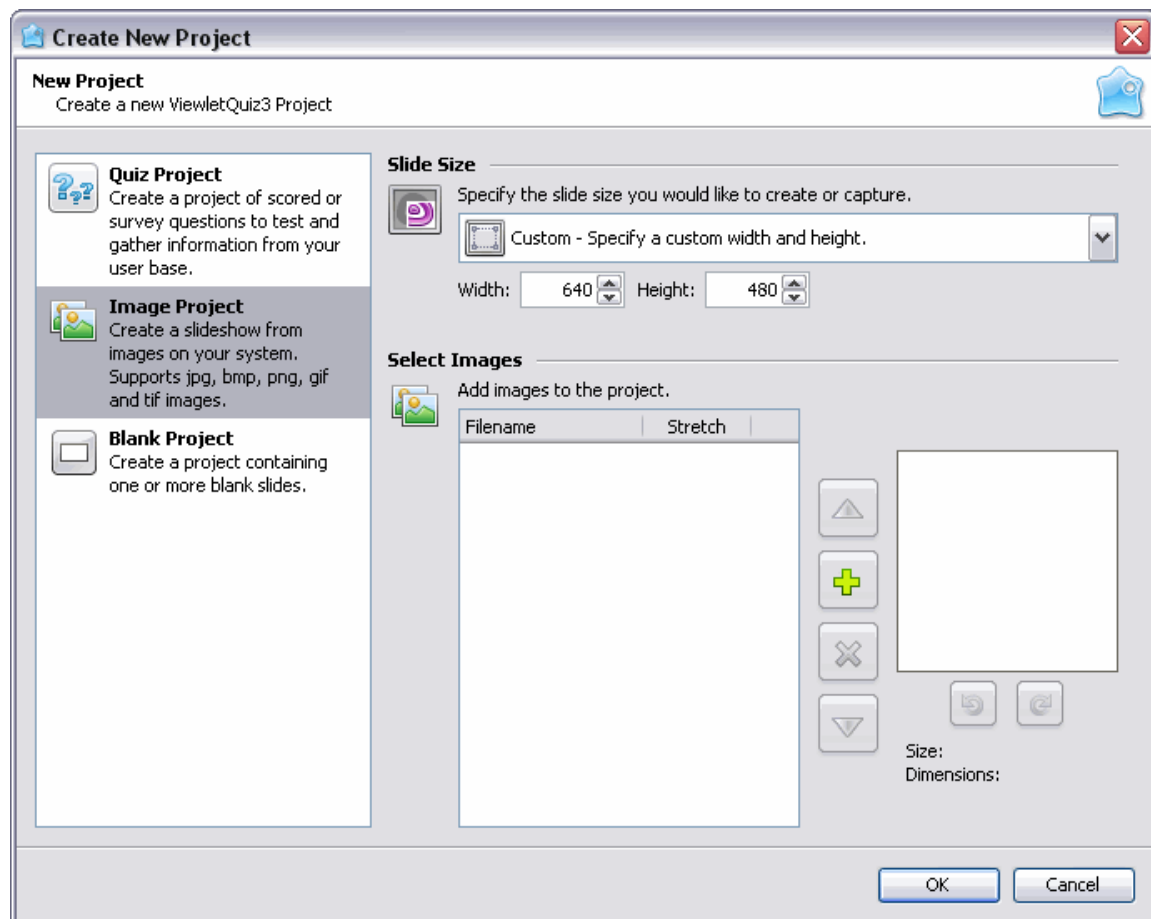 Create New Project
New Project
Create a new ViewletQuiz3 Project
Quiz Project
Create a project of scored or
survey questions to test and
gather information from your
user base.
Image Project
Create a slideshow from
images on your system.
Supports jpg, bmp, png, gif
and tif images.
Blank Project
Create a project containing
one or more blank slides.
Slide Size
Specify the slide size you would like to create or capture.
Custom - Specify a custom width and height.
Width: 640 Height: 480
Select Images
Add images to the project.
Filename Stretch
Size:
Dimensions:
OK Cancel